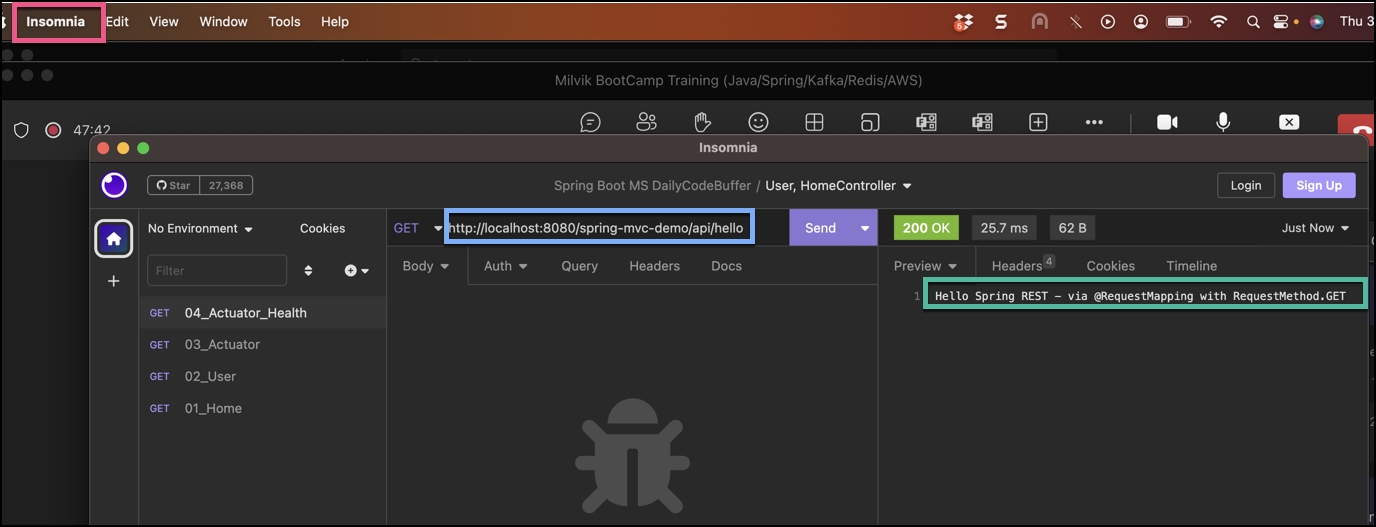 Insomnia Edit View Window Tools Help Thu 3
Milvik BootCamp Training (Java/Spring/Kafka/Redis/AWS)
47:42
Insomnia
Star 27,368 Spring Boot MS DailyCodeBuffer / User, HomeController Login Sign Up
No Environment Cookies GET http://localhost:8080/spring-mvc-demo/api/hello Send 200 OK 25.7 ms 62 B Just Now
Filter Body Auth Query Headers Docs Preview Headers 4 Cookies Timeline
1 Hello Spring REST - via @RequestMapping with RequestMethod.GET
GET 04_Actuator_Health
GET 03_Actuator
GET 02_User
GET 01_Home